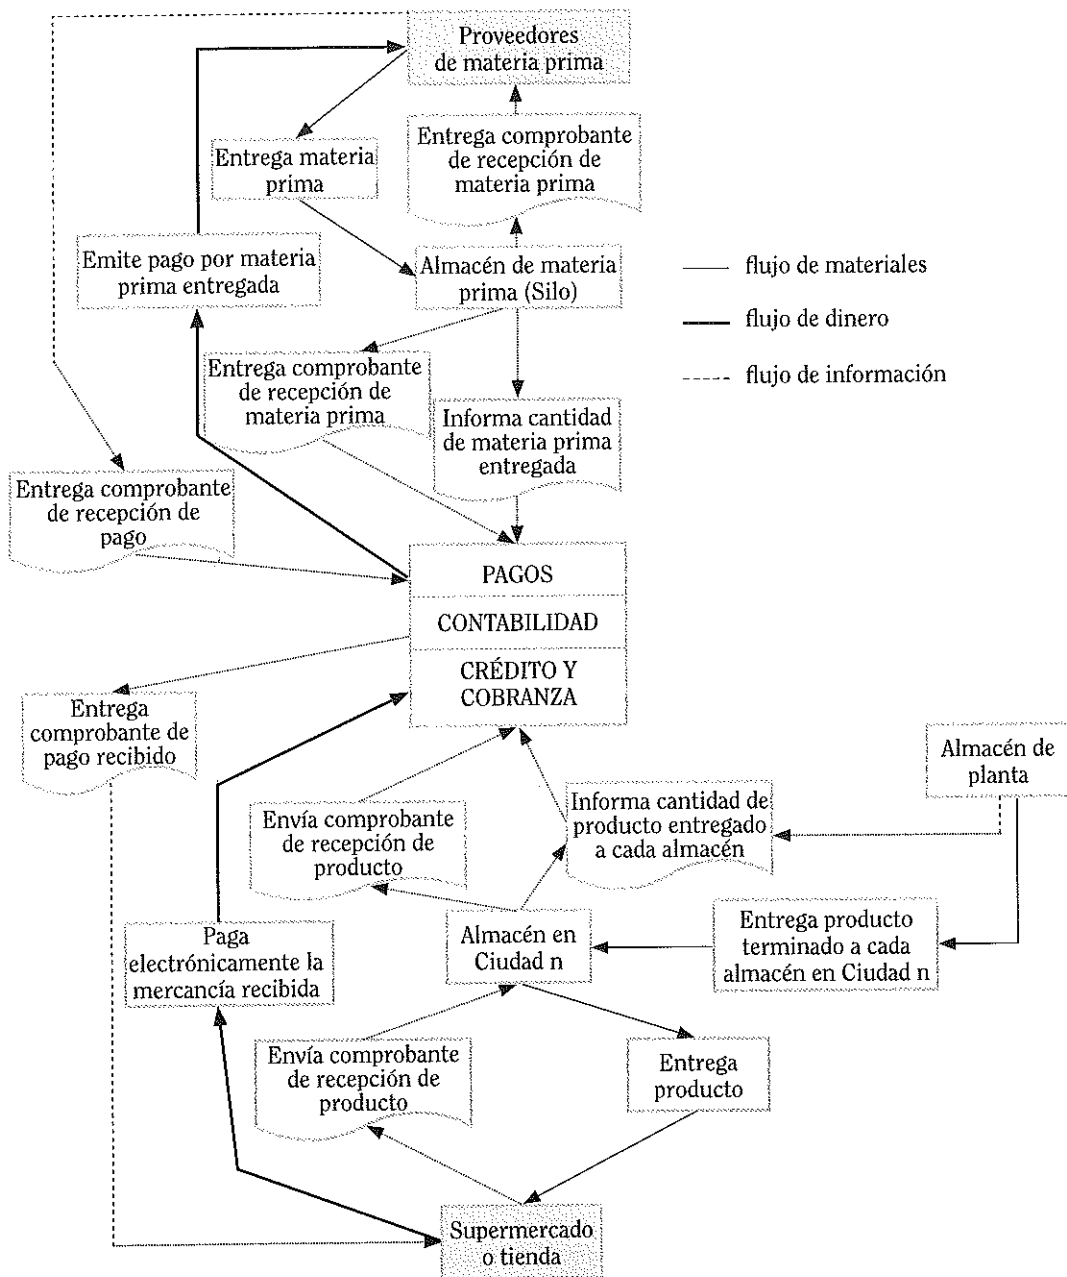 Proveedores
de materia prima
Entrega comprobante
de recepción de
materia prima
Entrega materia
prima
Emite pago por materia
prima entregada
Almacén de materia
prima (Silo)
flujo de materiales
flujo de dinero
flujo de información
Entrega comprobante
de recepción de
materia prima
Informa cantidad
de materia prima
entregada
Entrega comprobante
de recepción de
pago
PAGOS
CONTABILIDAD
CRÉDITO Y
COBRANZA
Entrega
comprobante de
pago recibido
Almacén de
planta
Envía comprobante
de recepción de
producto
Informa cantidad de
producto entregado
a cada almacén
Paga
electrónicamente la
mercancía recibida
Almacén en
Ciudad n
Entrega producto
terminado a cada
almacén en Ciudad n
Envía comprobante
de recepción de
producto
Entrega
producto
Supermercado
o tienda